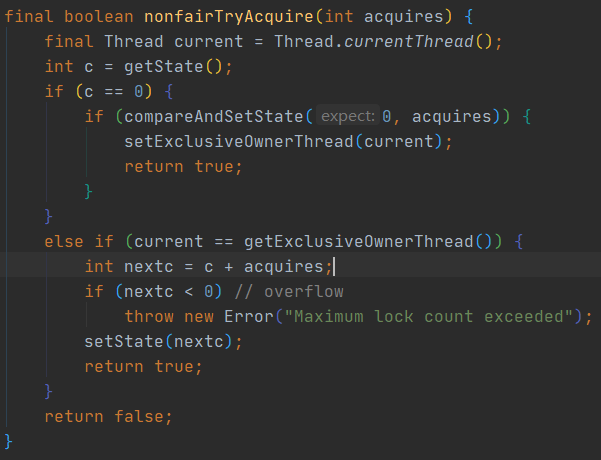 final boolean nonfairTryAcquire(int acquires) {
    final Thread current = Thread.currentThread();
    int c = getState();
    if (c == 0) {
        if (compareAndSetState( expect: 0, acquires)) {
            setExclusiveOwnerThread(current);
            return true;
        }
    }
    else if (current == getExclusiveOwnerThread()) {
        int nextc = c + acquires;
        if (nextc < 0) // overflow
            throw new Error("Maximum lock count exceeded");
        setState(nextc);
        return true;
    }
    return false;
}